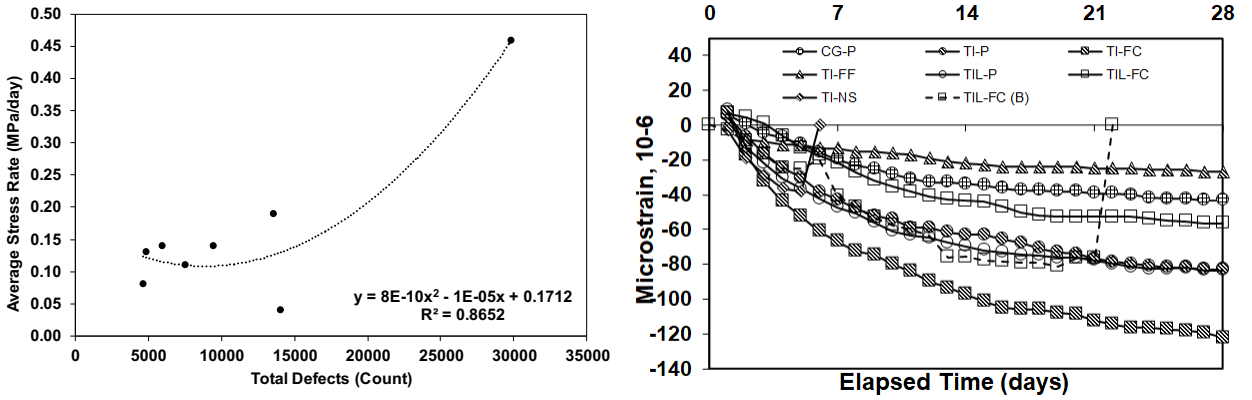 0.50
0.45
0.40
0.35
0.30
0.25
0.20
0.15
0.10
0.05
0.00
Average Stress Rate (MPa/day)
y = 8E-10x² - 1E-05x + 0.1712
R² = 0.8652
0 5000 10000 15000 20000 25000 30000 35000
Total Defects (Count)
0 7 14 21 28
40
20
0
-20
-40
-60
-80
-100
-120
-140
Microstrain, 10-6
CG-P TI-P TI-FC
TI-FF TIL-P TIL-FC
TI-NS TIL-FC (B)
Elapsed Time (days)